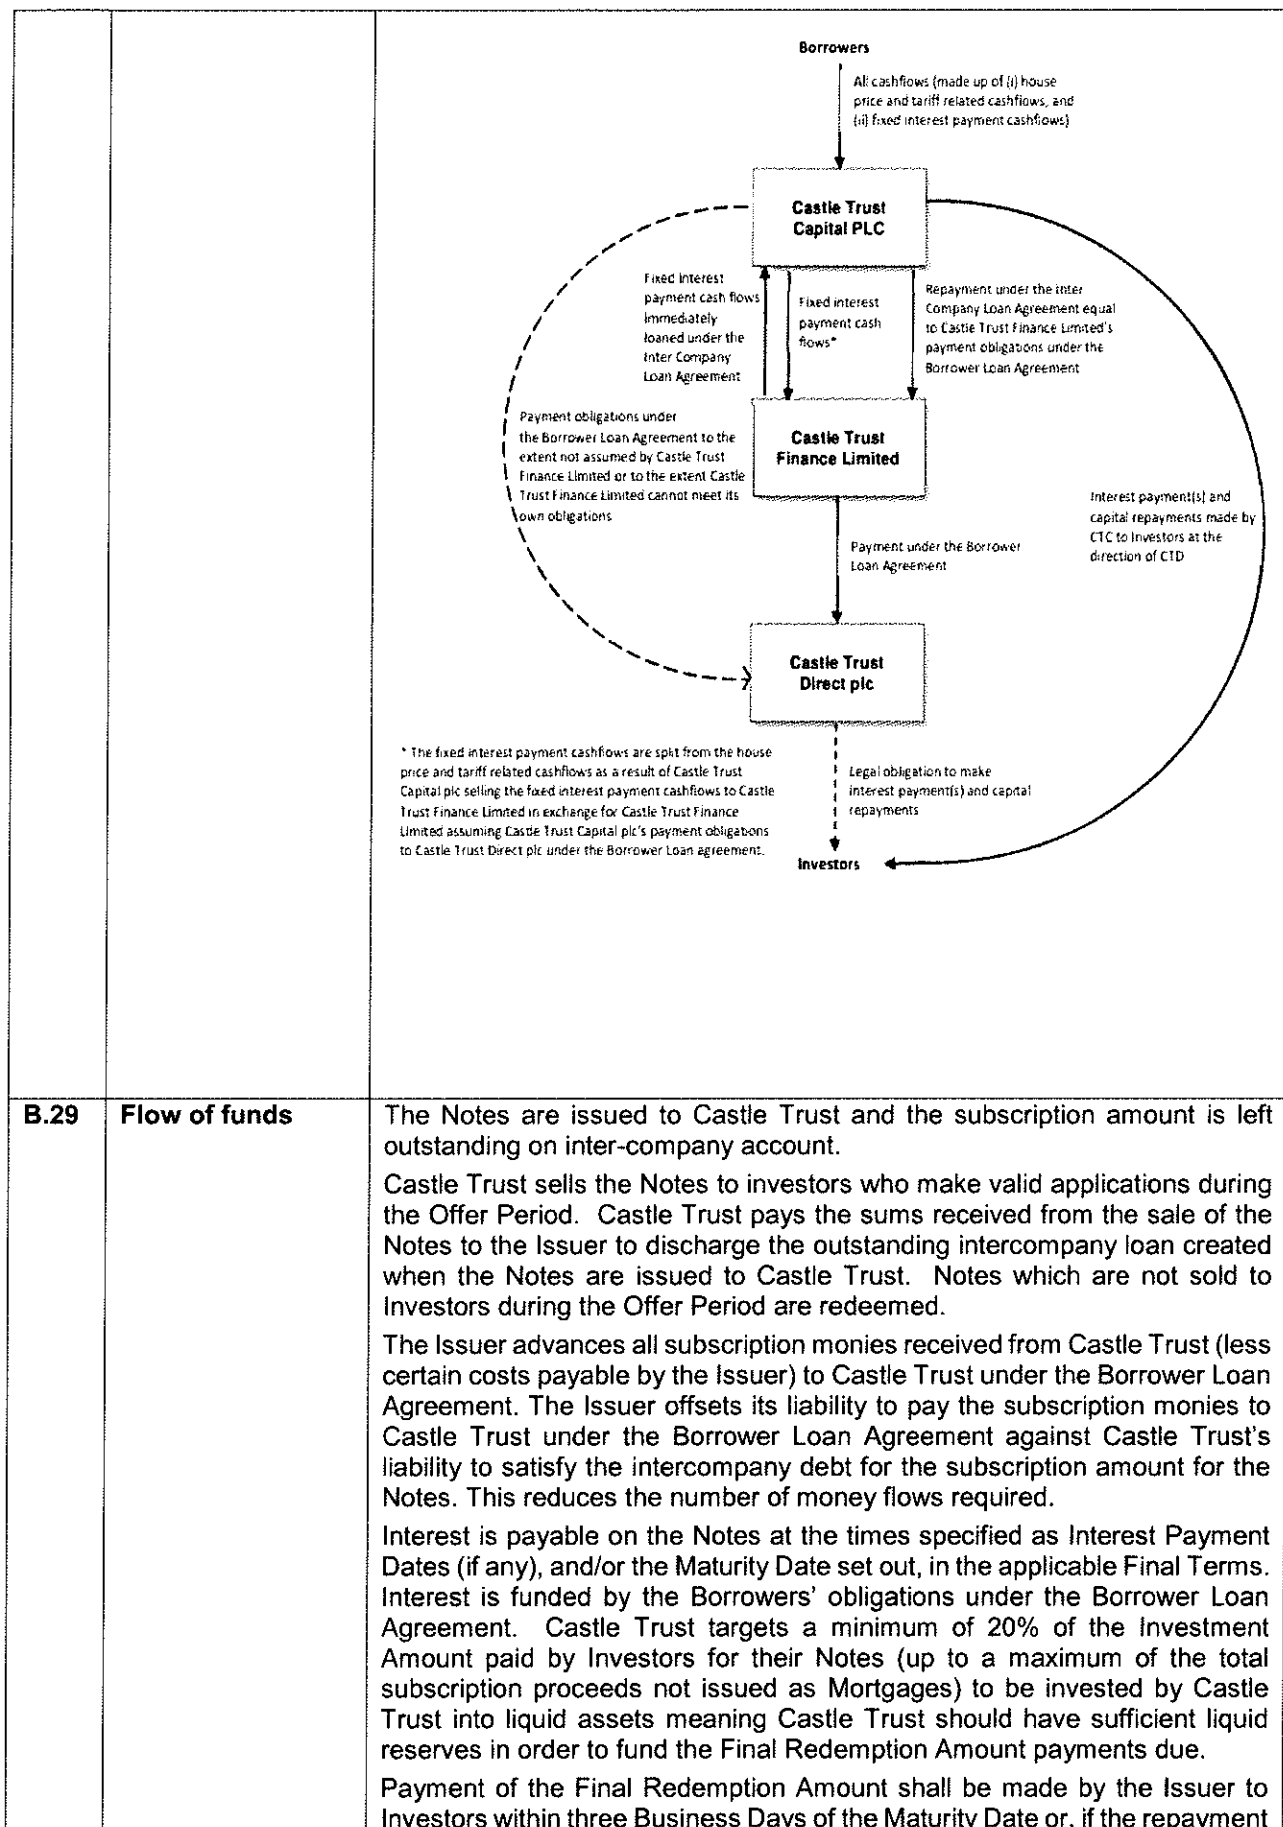 Borrowers
All cashflows (made up of (i) house
price and tariff related cashflows, and
(ii) fixed interest payment cashflows)
Castle Trust
Capital PLC
Fixed interest
payment cash flows
immediately
loaned under the
Inter Company
Loan Agreement
Fixed interest
payment cash
flows*
Repayment under the Inter
Company Loan Agreement equal
to Castle Trust Finance Limited's
payment obligations under the
Borrower Loan Agreement
Payment obligations under
the Borrower Loan Agreement to the
extent not assumed by Castle Trust
Finance Limited or to the extent Castle
Trust Finance Limited cannot meet its
own obligations
Castle Trust
Finance Limited
Interest payment(s) and
capital repayments made by
CTC to Investors at the
direction of CTD
Payment under the Borrower
Loan Agreement
Castle Trust
Direct plc
* The fixed interest payment cashflows are split from the house
price and tariff related cashflows as a result of Castle Trust
Capital plc selling the fixed interest payment cashflows to Castle
Trust Finance Limited in exchange for Castle Trust Finance
Limited assuming Castle Trust Capital plc's payment obligations
to Castle Trust Direct plc under the Borrower Loan agreement.
Legal obligation to make
interest payment(s) and capital
repayments
Investors
B.29 Flow of funds
The Notes are issued to Castle Trust and the subscription amount is left
outstanding on inter-company account.
Castle Trust sells the Notes to investors who make valid applications during
the Offer Period. Castle Trust pays the sums received from the sale of the
Notes to the Issuer to discharge the outstanding intercompany loan created
when the Notes are issued to Castle Trust. Notes which are not sold to
Investors during the Offer Period are redeemed.
The Issuer advances all subscription monies received from Castle Trust (less
certain costs payable by the Issuer) to Castle Trust under the Borrower Loan
Agreement. The Issuer offsets its liability to pay the subscription monies to
Castle Trust under the Borrower Loan Agreement against Castle Trust's
liability to satisfy the intercompany debt for the subscription amount for the
Notes. This reduces the number of money flows required.
Interest is payable on the Notes at the times specified as Interest Payment
Dates (if any), and/or the Maturity Date set out, in the applicable Final Terms.
Interest is funded by the Borrowers' obligations under the Borrower Loan
Agreement. Castle Trust targets a minimum of 20% of the Investment
Amount paid by Investors for their Notes (up to a maximum of the total
subscription proceeds not issued as Mortgages) to be invested by Castle
Trust into liquid assets meaning Castle Trust should have sufficient liquid
reserves in order to fund the Final Redemption Amount payments due.
Payment of the Final Redemption Amount shall be made by the Issuer to
Investors within three Business Days of the Maturity Date or, if the repayment